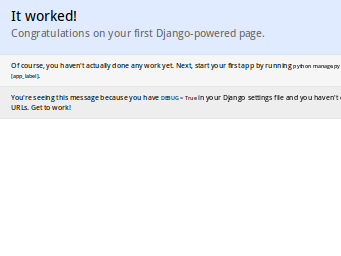 It worked!
Congratulations on your first Django-powered page.
Of course, you haven't actually done any work yet. Next, start your first app by running python manage.py
[app_label].
You're seeing this message because you have DEBUG = True in your Django settings file and you haven't
URLs. Get to work!